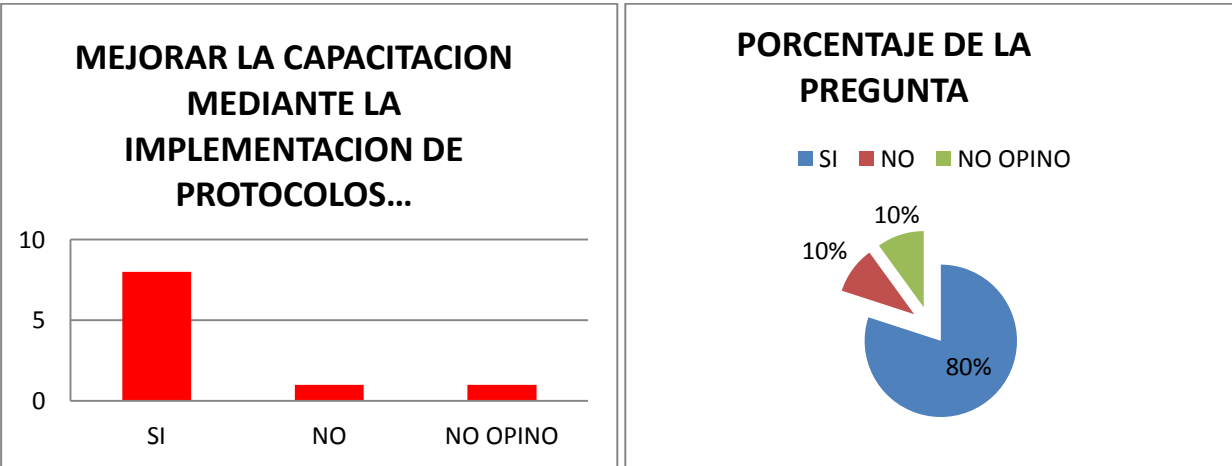 MEJORAR LA CAPACITACION
MEDIANTE LA
IMPLEMENTACION DE
PROTOCOLOS...
10
5
0
SI
NO
NO OPINO
PORCENTAJE DE LA
PREGUNTA
SI NO NO OPINO
10%
10%
80%